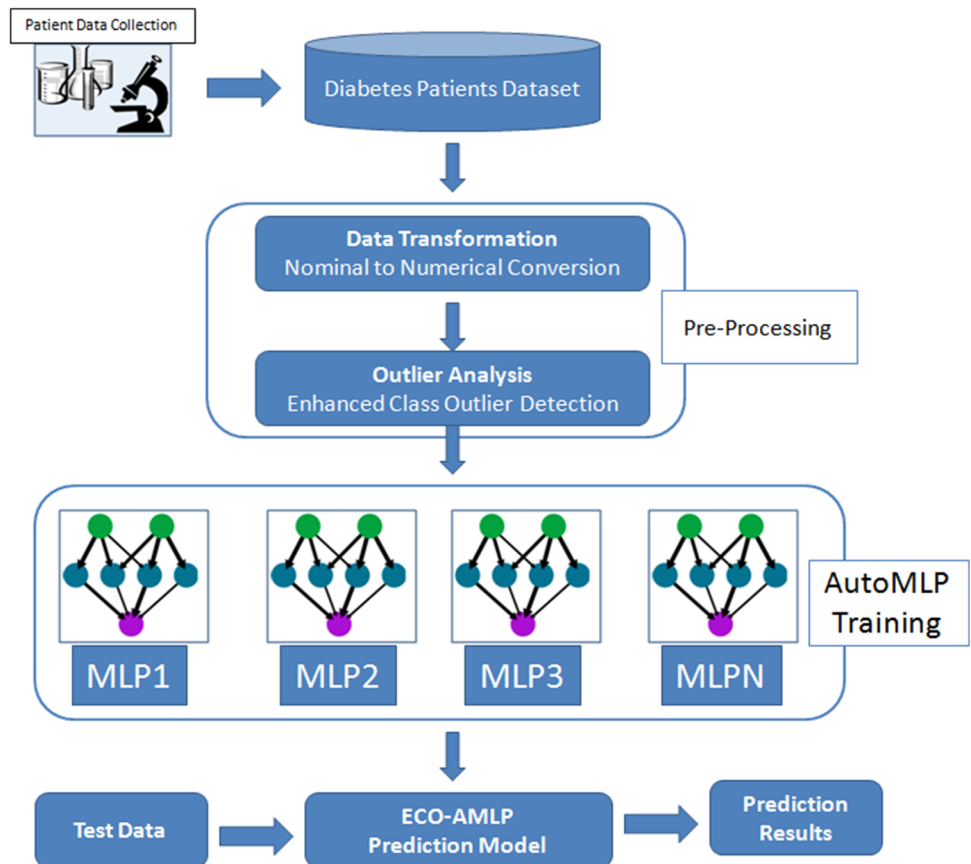 Patient Data Collection
Diabetes Patients Dataset
Data Transformation
Nominal to Numerical Conversion
Pre-Processing
Outlier Analysis
Enhanced Class Outlier Detection
MLP1
MLP2
MLP3
MLPN
AutoMLP
Training
Test Data
ECO-AMLP
Prediction Model
Prediction
Results